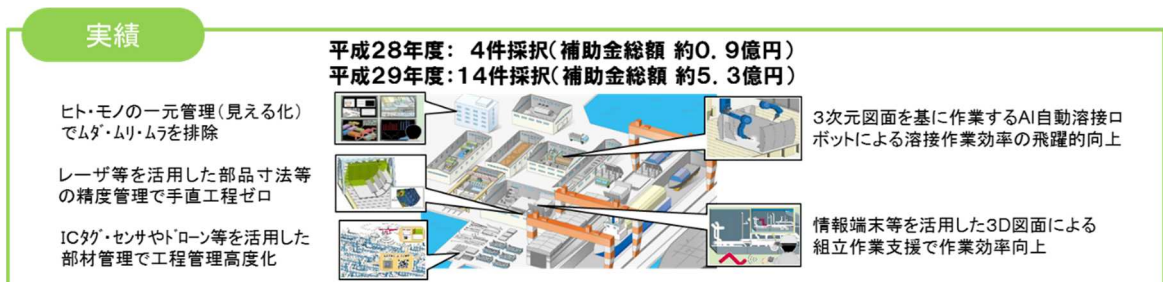 実績
平成28年度： 4件採択（補助金総額 約0．9億円）
平成29年度：14件採択（補助金総額 約5．3億円）
ヒト・モノの一元管理（見える化）
でﾑﾀﾞ・ﾑﾘ・ﾑﾗを排除
レーザ等を活用した部品寸法等
の精度管理で手直工程ゼロ
ICﾀｸﾞ・ｾﾝｻやﾄﾞﾛｰﾝ等を活用した
部材管理で工程管理高度化
3次元図面を基に作業するAI自動溶接ロ
ボットによる溶接作業効率の飛躍的向上
情報端末等を活用した3D図面による
組立作業支援で作業効率向上